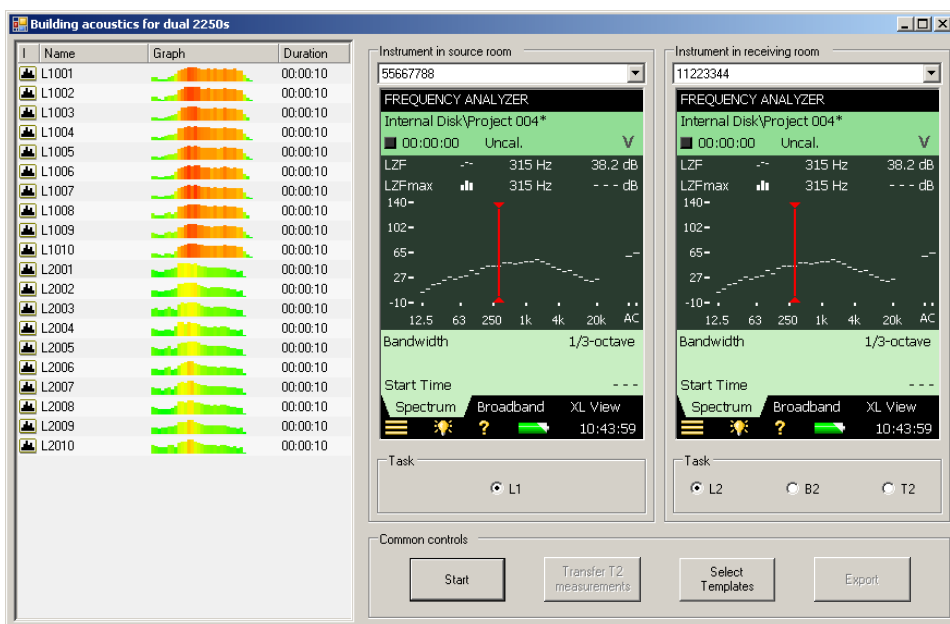 Building acoustics for dual 2250s
I Name Graph Duration
L1001 00:00:10
L1002 00:00:10
L1003 00:00:10
L1004 00:00:10
L1005 00:00:10
L1006 00:00:10
L1007 00:00:10
L1008 00:00:10
L1009 00:00:10
L1010 00:00:10
L2001 00:00:10
L2002 00:00:10
L2003 00:00:10
L2004 00:00:10
L2005 00:00:10
L2006 00:00:10
L2007 00:00:10
L2008 00:00:10
L2009 00:00:10
L2010 00:00:10
Instrument in source room
55667788
FREQUENCY ANALYZER
Internal Disk\Project 004*
00:00:00 Uncal. V
LZF 315 Hz 38.2 dB
LZFmax 315 Hz - - - dB
140-
102-
65-
27-
-10-
12.5 63 250 1k 4k 20k AC
Bandwidth 1/3-octave
Start Time - - -
Spectrum Broadband XL View
? 10:43:59
Task
L1
Instrument in receiving room
11223344
FREQUENCY ANALYZER
Internal Disk\Project 004*
00:00:00 Uncal. V
LZF 315 Hz 38.2 dB
LZFmax 315 Hz - - - dB
140-
102-
65-
27-
-10-
12.5 63 250 1k 4k 20k AC
Bandwidth 1/3-octave
Start Time - - -
Spectrum Broadband XL View
? 10:43:59
Task
L2 B2 T2
Common controls
Start
Transfer T2
measurements
Select
Templates
Export